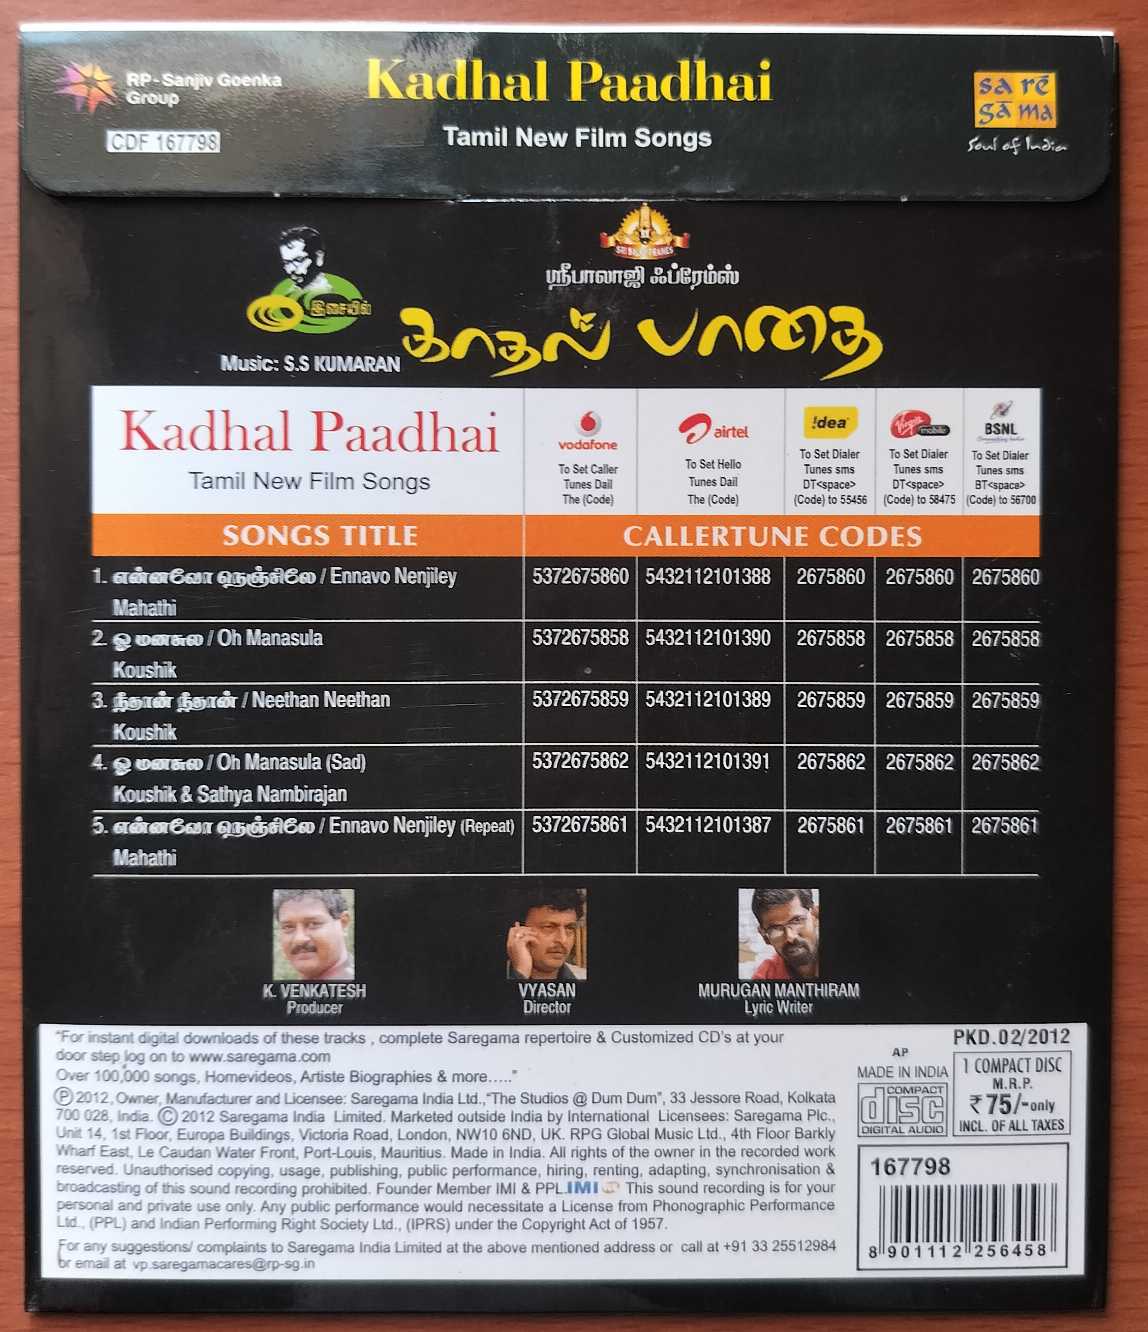 RP-Sanjiv Goenka
Group
CDF 167798
Kadhal Paadhai
Tamil New Film Songs
sa rē
gā ma
Soul of India
ஸ்ரீபாலாஜி ஃப்ரேம்ஸ்
இசையில்
Music: S.S KUMARAN
காதல் பாதை
Kadhal Paadhai
Tamil New Film Songs
vodafone
To Set Caller
Tunes Dail
The (Code)
airtel
To Set Hello
Tunes Dail
The (Code)
!dea
To Set Dialer
Tunes sms
DT<space>
(Code) to 55456
Virgin mobile
To Set Dialer
Tunes sms
DT<space>
(Code) to 58475
BSNL
To Set Dialer
Tunes sms
BT<space>
(Code) to 56700
SONGS TITLE CALLERTUNE CODES
1. என்னவோ நெஞ்சிலே / Ennavo Nenjiley 5372675860 5432112101388 2675860 2675860 2675860
Mahathi
2. ஓ மனசுல / Oh Manasula 5372675858 5432112101390 2675858 2675858 2675858
Koushik
3. நீதான் நீதான் / Neethan Neethan 5372675859 5432112101389 2675859 2675859 2675859
Koushik
4. ஓ மனசுல / Oh Manasula (Sad) 5372675862 5432112101391 2675862 2675862 2675862
Koushik & Sathya Nambirajan
5. என்னவோ நெஞ்சிலே / Ennavo Nenjiley (Repeat) 5372675861 5432112101387 2675861 2675861 2675861
Mahathi
K. VENKATESH
Producer
VYASAN
Director
MURUGAN MANTHIRAM
Lyric Writer
"For instant digital downloads of these tracks , complete Saregama repertoire & Customized CD's at your
door step log on to www.saregama.com
Over 100,000 songs, Homevideos, Artiste Biographies & more....."
Ⓟ 2012, Owner, Manufacturer and Licensee: Saregama India Ltd.,"The Studios @ Dum Dum", 33 Jessore Road, Kolkata
700 028, India. © 2012 Saregama India Limited. Marketed outside India by International Licensees: Saregama Plc.,
Unit 14, 1st Floor, Europa Buildings, Victoria Road, London, NW10 6ND, UK. RPG Global Music Ltd., 4th Floor Barkly
Wharf East, Le Caudan Water Front, Port-Louis, Mauritius. Made in India. All rights of the owner in the recorded work
reserved. Unauthorised copying, usage, publishing, public performance, hiring, renting, adapting, synchronisation &
broadcasting of this sound recording prohibited. Founder Member IMI & PPL.IMI This sound recording is for your
personal and private use only. Any public performance would necessitate a License from Phonographic Performance
Ltd., (PPL) and Indian Performing Right Society Ltd., (IPRS) under the Copyright Act of 1957.
For any suggestions/ complaints to Saregama India Limited at the above mentioned address or call at +91 33 25512984
or email at vp.saregamacares@rp-sg.in
PKD.02/2012
AP
MADE IN INDIA
COMPACT
disc
DIGITAL AUDIO
1 COMPACT DISC
M.R.P.
₹ 75/-only
INCL. OF ALL TAXES
167798
8 901112 256458